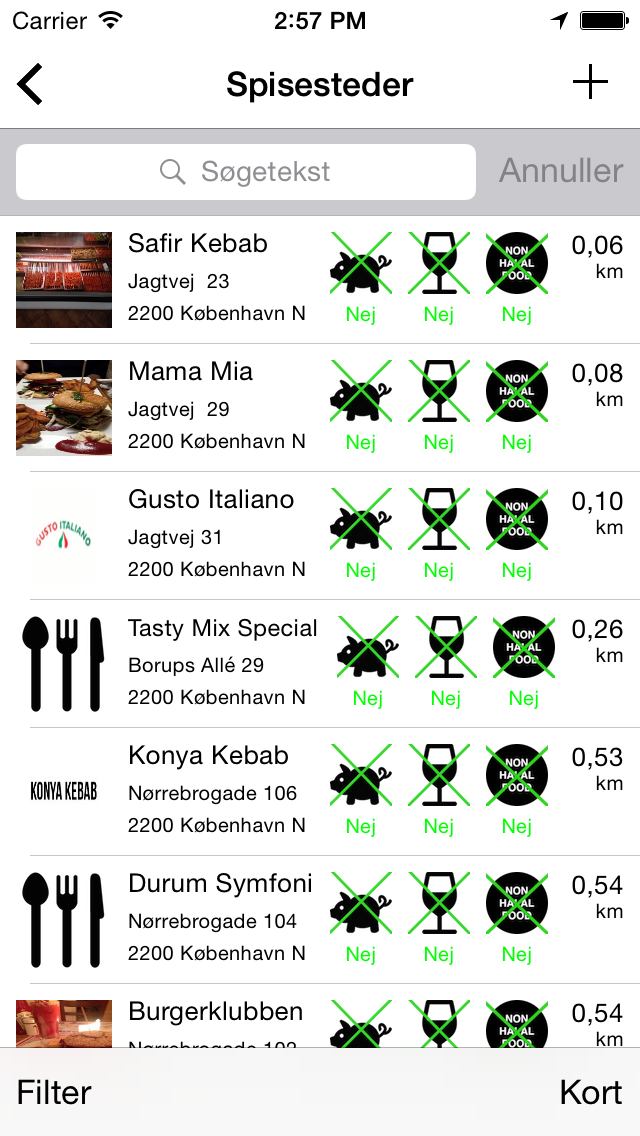 Carrier 2:57 PM
Spisesteder
Søgetekst Annuller
Safir Kebab
Jagtvej 23
2200 København N
NON HALAL FOOD
Nej Nej Nej
0,06 km
Mama Mia
Jagtvej 29
2200 København N
NON HALAL FOOD
Nej Nej Nej
0,08 km
GUSTO ITALIANO
Gusto Italiano
Jagtvej 31
2200 København N
NON HALAL FOOD
Nej Nej Nej
0,10 km
Tasty Mix Special
Borups Allé 29
2200 København N
NON HALAL FOOD
Nej Nej Nej
0,26 km
KONYA KEBAB
Konya Kebab
Nørrebrogade 106
2200 København N
NON HALAL FOOD
Nej Nej Nej
0,53 km
Durum Symfoni
Nørrebrogade 104
2200 København N
NON HALAL FOOD
Nej Nej Nej
0,54 km
Burgerklubben
Nørrebrogade 102
NON HALAL FOOD
0,54 km
Filter Kort